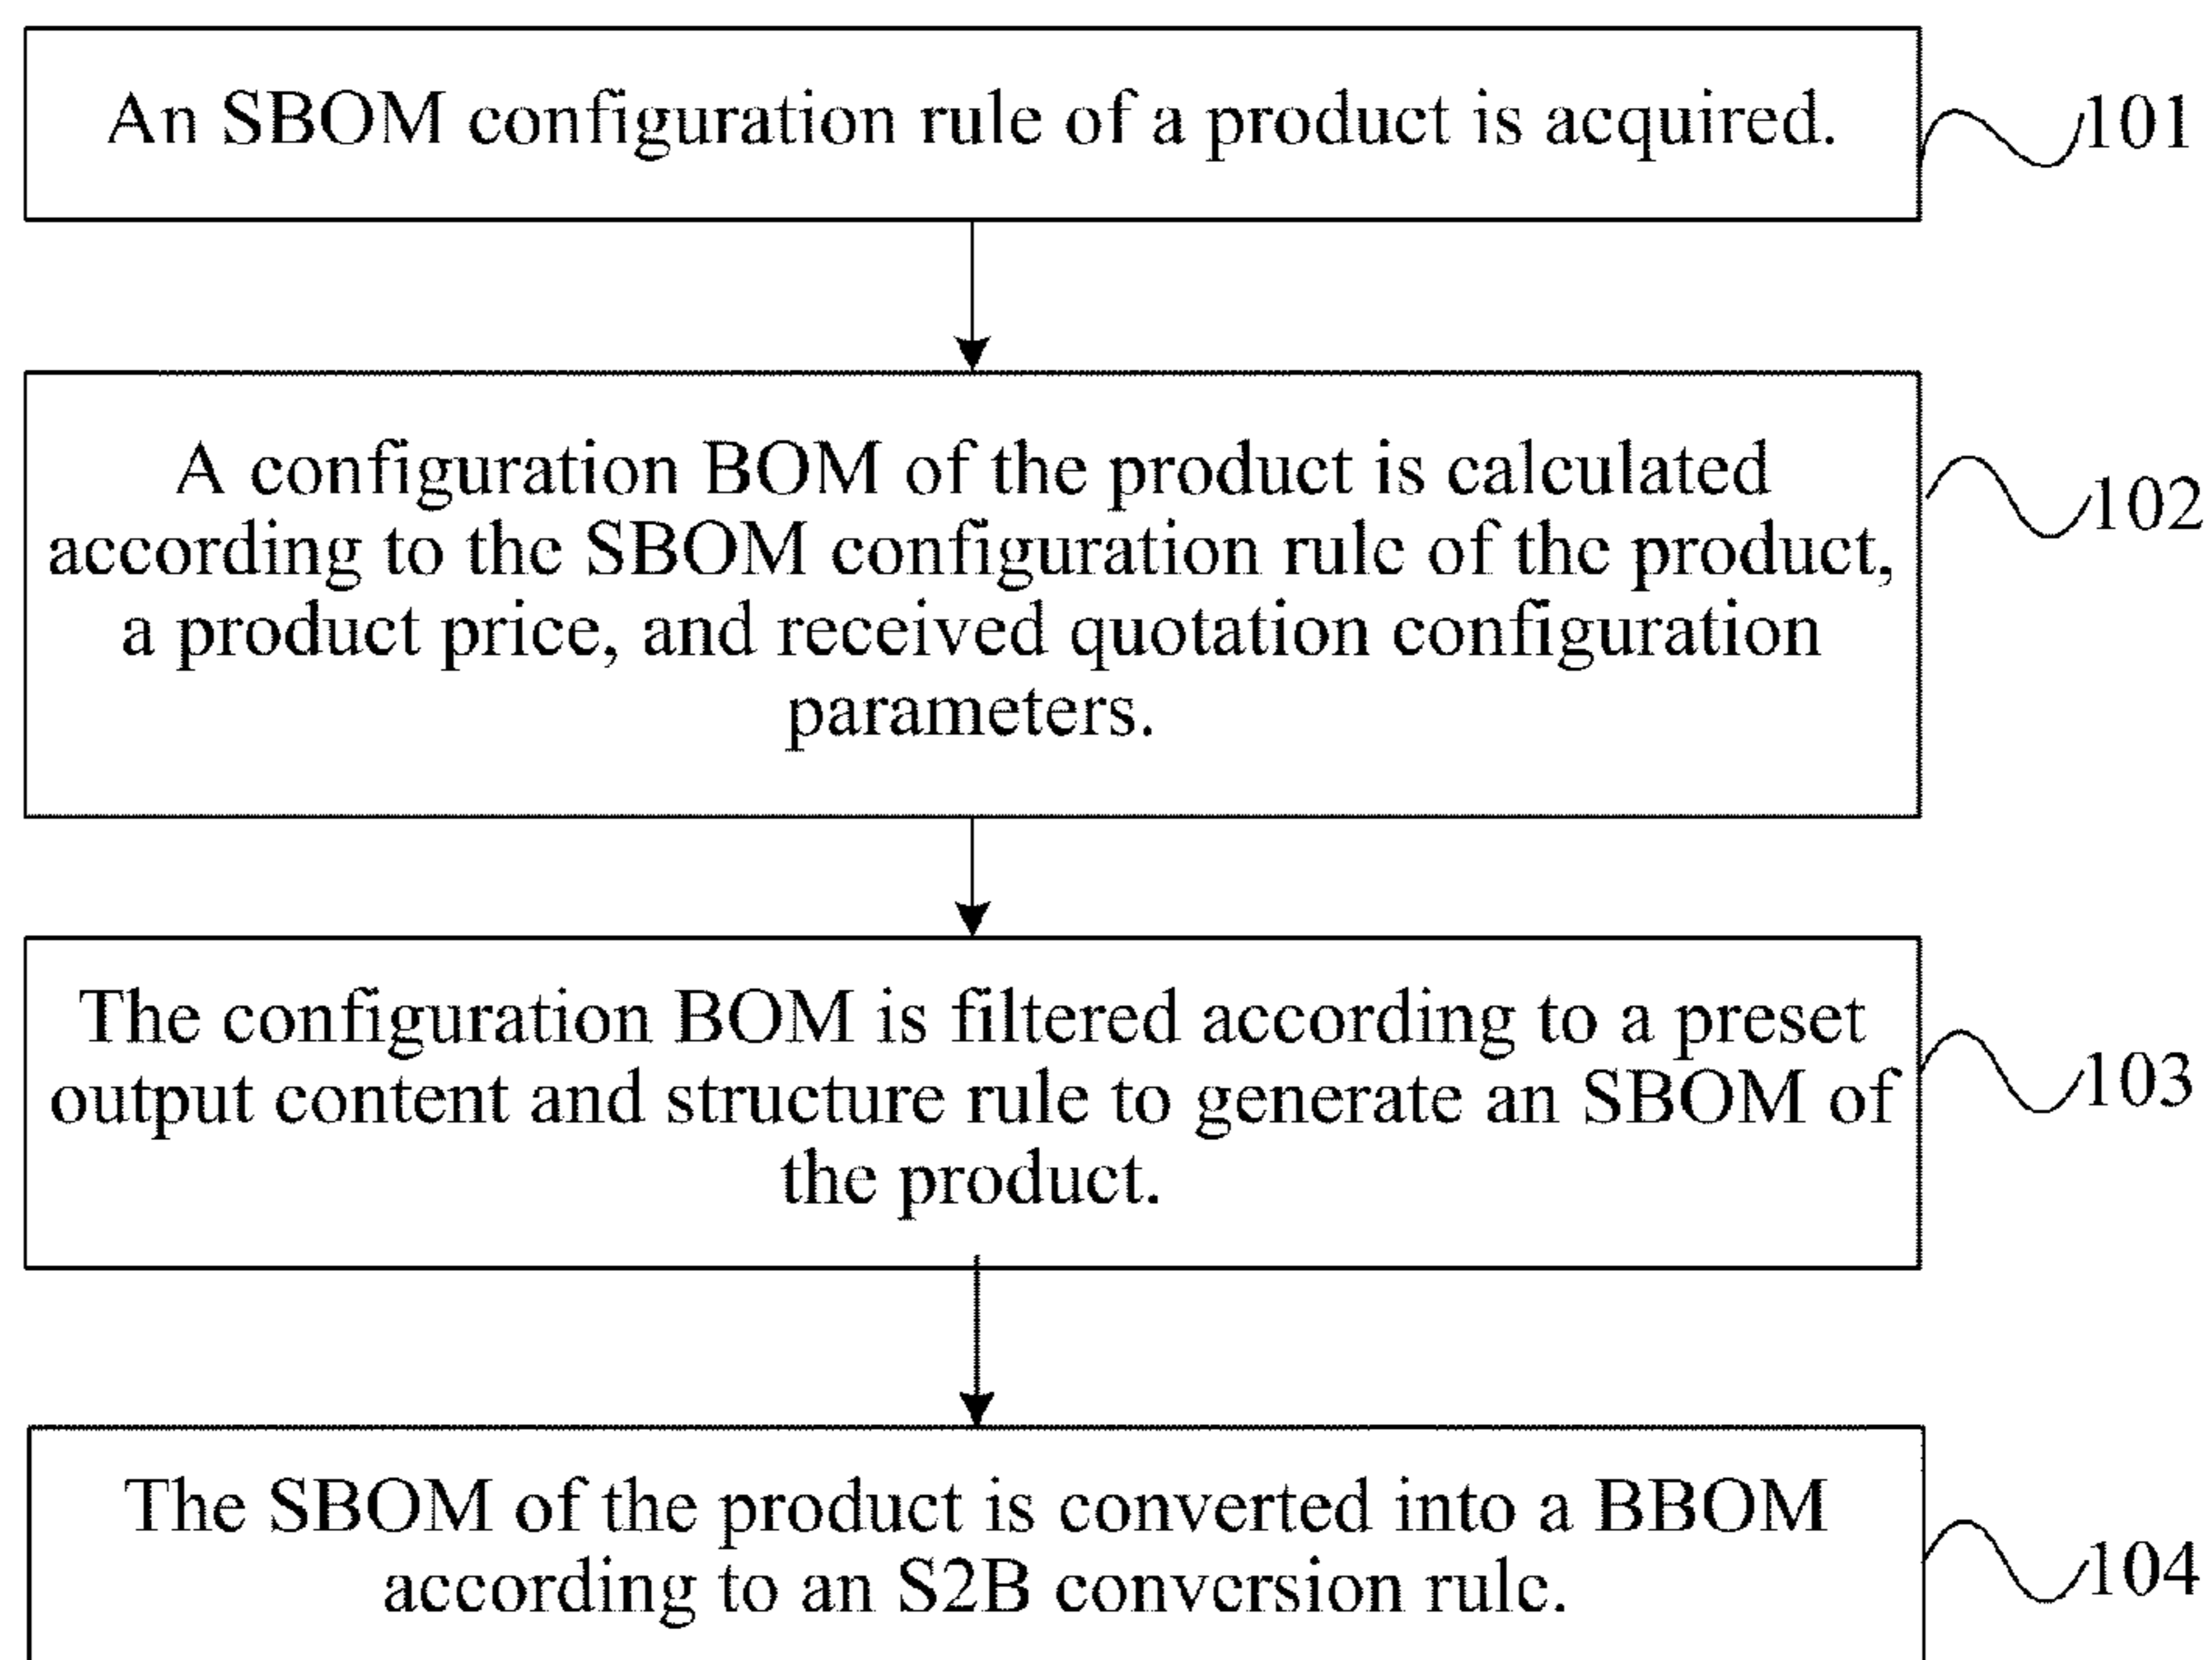 An SBOM configuration rule of a product is acquired.
101
A configuration BOM of the product is calculated
according to the SBOM configuration rule of the product,
a product price, and received quotation configuration
parameters.
102
The configuration BOM is filtered according to a preset
output content and structure rule to generate an SBOM of
the product.
103
The SBOM of the product is converted into a BBOM
according to an S2B conversion rule.
104